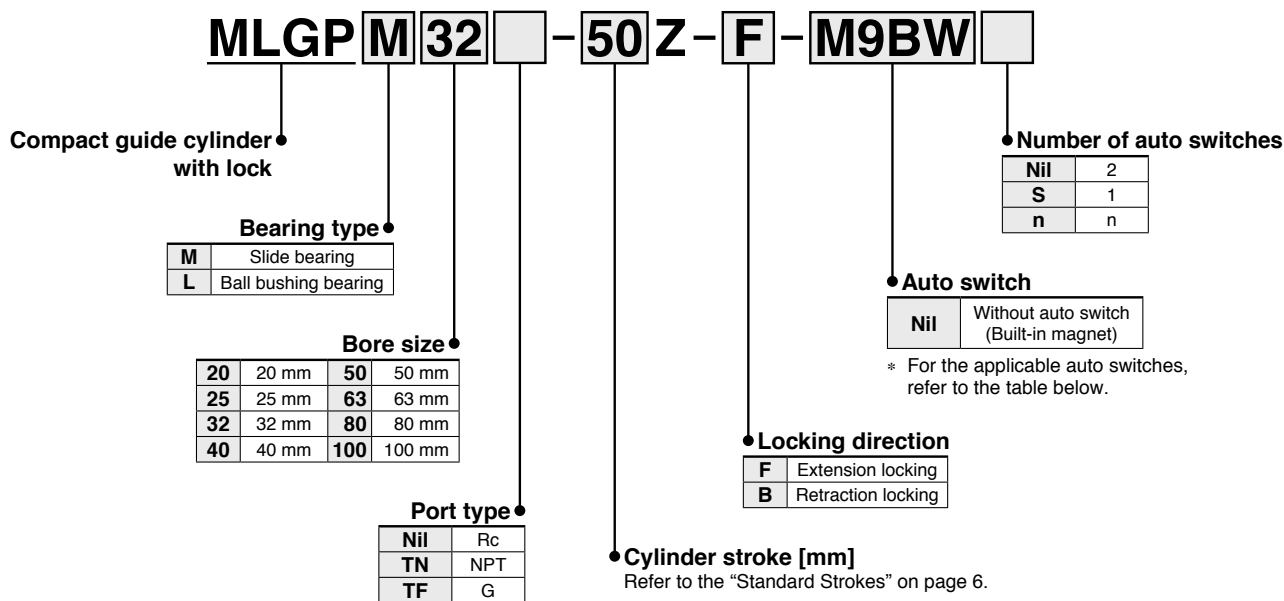 MLGP M 32 - 50 Z - F - M9BW
Compact guide cylinder
with lock
Bearing type
M Slide bearing
L Ball bushing bearing
Bore size
20 20 mm 50 50 mm
25 25 mm 63 63 mm
32 32 mm 80 80 mm
40 40 mm 100 100 mm
Port type
Nil Rc
TN NPT
TF G
Cylinder stroke [mm]
Refer to the “Standard Strokes” on page 6.
Locking direction
F Extension locking
B Retraction locking
Auto switch
Nil Without auto switch
(Built-in magnet)
* For the applicable auto switches,
refer to the table below.
Number of auto switches
Nil 2
S 1
n n